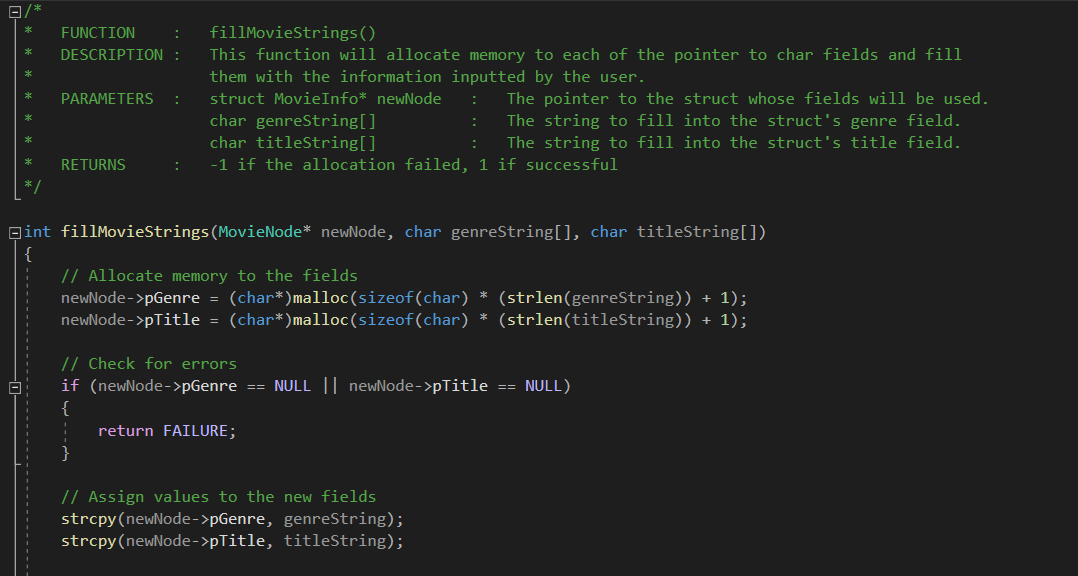 /*
*   FUNCTION    :   fillMovieStrings()
*   DESCRIPTION :   This function will allocate memory to each of the pointer to char fields and fill
*                   them with the information inputted by the user.
*   PARAMETERS  :   struct MovieInfo* newNode   :   The pointer to the struct whose fields will be used.
*                   char genreString[]          :   The string to fill into the struct's genre field.
*                   char titleString[]          :   The string to fill into the struct's title field.
*   RETURNS     :   -1 if the allocation failed, 1 if successful
*/
int fillMovieStrings(MovieNode* newNode, char genreString[], char titleString[])
{
    // Allocate memory to the fields
    newNode->pGenre = (char*)malloc(sizeof(char) * (strlen(genreString)) + 1);
    newNode->pTitle = (char*)malloc(sizeof(char) * (strlen(titleString)) + 1);
    // Check for errors
    if (newNode->pGenre == NULL || newNode->pTitle == NULL)
    {
        return FAILURE;
    }
    // Assign values to the new fields
    strcpy(newNode->pGenre, genreString);
    strcpy(newNode->pTitle, titleString);